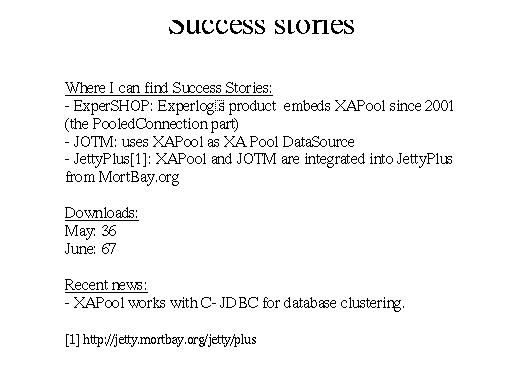 Success stories
Where I can find Success Stories:
- ExperSHOP: Experlog's product embeds XAPool since 2001
(the PooledConnection part)
- JOTM: uses XAPool as XA Pool DataSource
- JettyPlus[1]: XAPool and JOTM are integrated into JettyPlus
from MortBay.org
Downloads:
May: 36
June: 67
Recent news:
- XAPool works with C-JDBC for database clustering.
[1] http://jetty.mortbay.org/jetty/plus